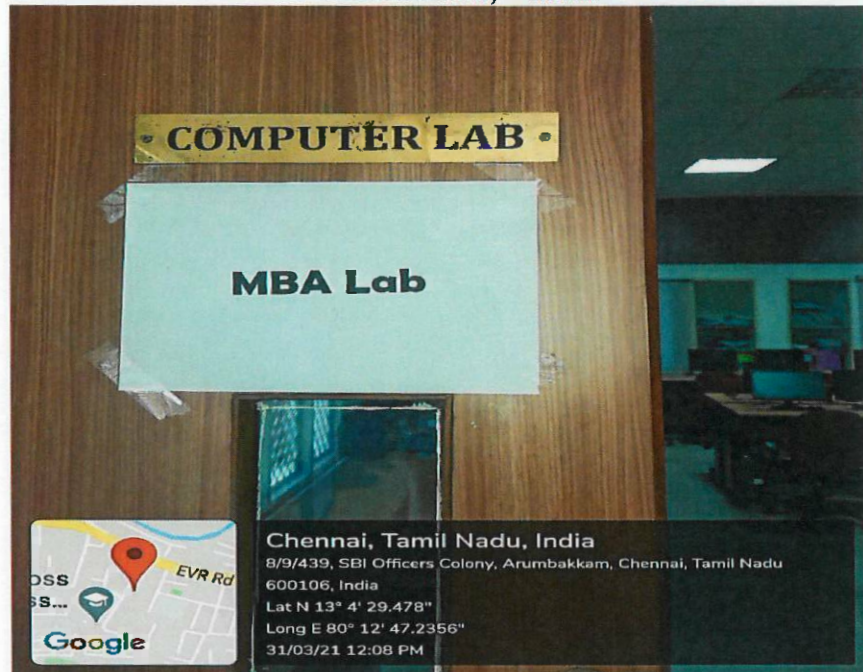 COMPUTER LAB
MBA Lab
EVR Rd
Google
Chennai, Tamil Nadu, India
8/9/439, SBI Officers Colony, Arumbakkam, Chennai, Tamil Nadu
600106, India
Lat N 13° 4' 29.478"
Long E 80° 12' 47.2356"
31/03/21 12:08 PM